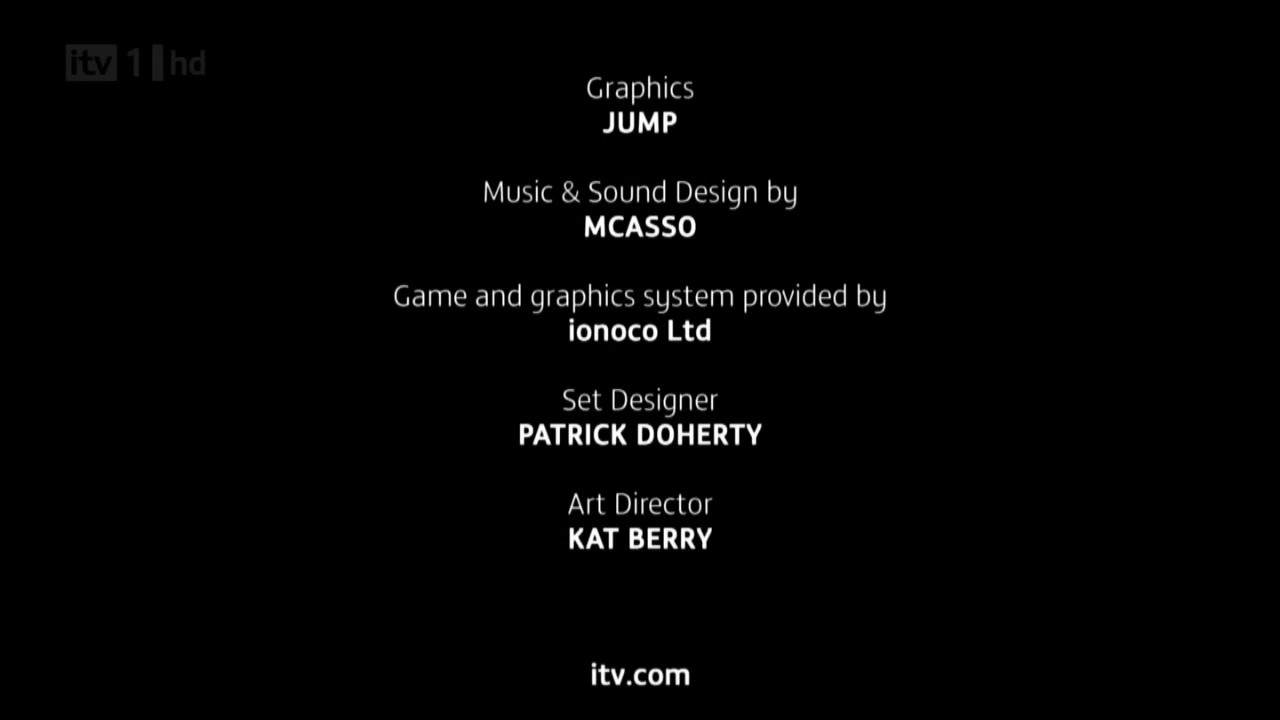 itv 1 hd
Graphics
JUMP
Music & Sound Design by
MCASSO
Game and graphics system provided by
ionoco Ltd
Set Designer
PATRICK DOHERTY
Art Director
KAT BERRY
itv.com